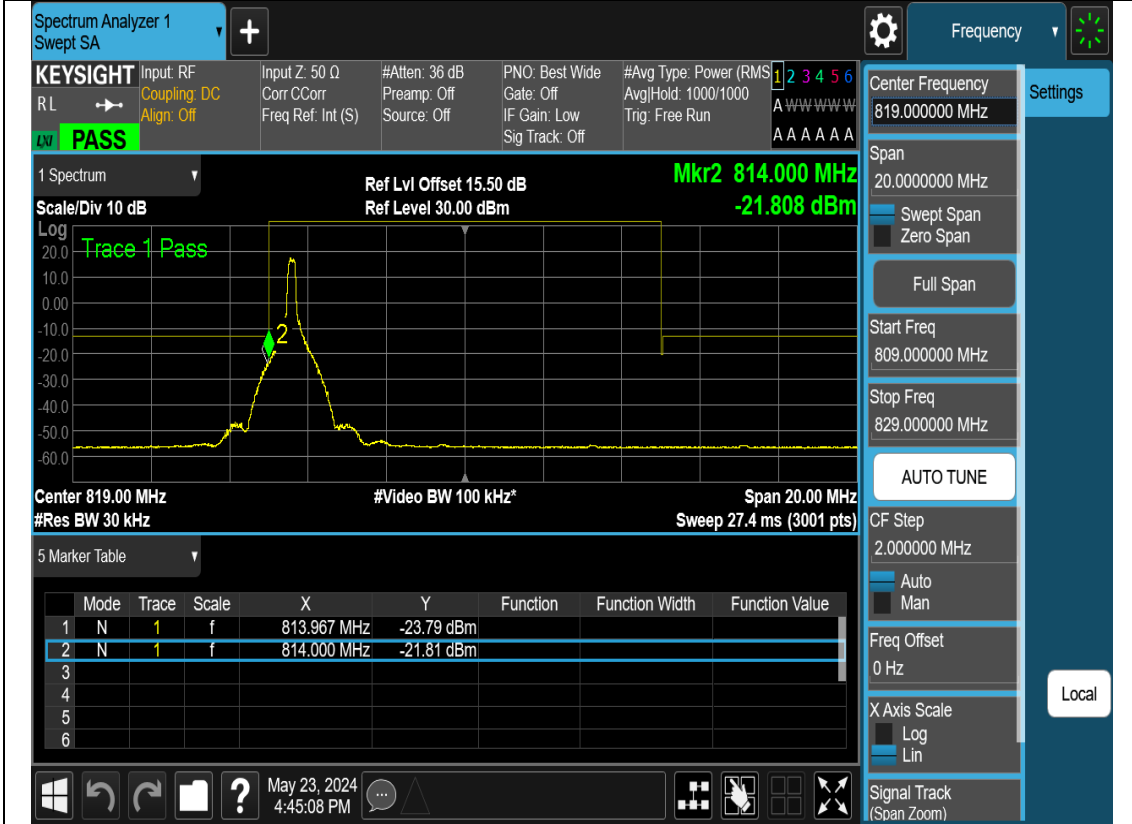 Spectrum Analyzer 1
Swept SA
+
Frequency
KEYSIGHT
RL
LXI PASS
Input: RF
Coupling: DC
Align: Off
Input Z: 50 Ω
Corr CCorr
Freq Ref: Int (S)
#Atten: 36 dB
Preamp: Off
Source: Off
PNO: Best Wide
Gate: Off
IF Gain: Low
Sig Track: Off
#Avg Type: Power (RMS
Avg|Hold: 1000/1000
Trig: Free Run
1 2 3 4 5 6
A W W W W W
A A A A A A
1 Spectrum
Scale/Div 10 dB
Ref Lvl Offset 15.50 dB
Ref Level 30.00 dBm
Mkr2 814.000 MHz
-21.808 dBm
Log
Trace 1 Pass
20.0
10.0
0.00
-10.0
-20.0
-30.0
-40.0
-50.0
-60.0
2
Center 819.00 MHz
#Video BW 100 kHz*
Span 20.00 MHz
#Res BW 30 kHz
Sweep 27.4 ms (3001 pts)
5 Marker Table
Mode Trace Scale X Y Function Function Width Function Value
1 N 1 f 813.967 MHz -23.79 dBm
2 N 1 f 814.000 MHz -21.81 dBm
3
4
5
6
Center Frequency
819.000000 MHz
Settings
Span
20.0000000 MHz
Swept Span
Zero Span
Full Span
Start Freq
809.000000 MHz
Stop Freq
829.000000 MHz
AUTO TUNE
CF Step
2.000000 MHz
Auto
Man
Freq Offset
0 Hz
X Axis Scale
Log
Lin
Signal Track
(Span Zoom)
Local
?
May 23, 2024
4:45:08 PM